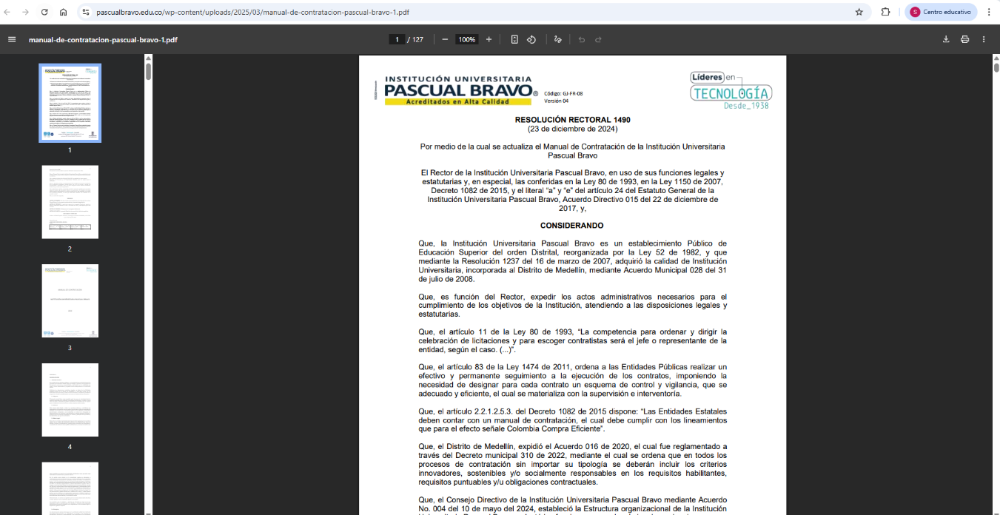 pascualbravo.edu.co/wp-content/uploads/2025/03/manual-de-contratacion-pascual-bravo-1.pdf
S
Centro educativo
manual-de-contratacion-pascual-bravo-1.pdf
1 / 127
100%
1
2
3
4
INSTITUCIÓN UNIVERSITARIA
PASCUAL BRAVO®
Acreditados en Alta Calidad
Código: GJ-FR-08
Versión 04
Líderes en
TECNOLOGÍA
Desde_1938
RESOLUCIÓN RECTORAL 1490
(23 de diciembre de 2024)
Por medio de la cual se actualiza el Manual de Contratación de la Institución Universitaria
Pascual Bravo
El Rector de la Institución Universitaria Pascual Bravo, en uso de sus funciones legales y
estatutarias y, en especial, las conferidas en la Ley 80 de 1993, en la Ley 1150 de 2007,
Decreto 1082 de 2015, y el literal “a” y “e” del artículo 24 del Estatuto General de la
Institución Universitaria Pascual Bravo, Acuerdo Directivo 015 del 22 de diciembre de
2017, y,
CONSIDERANDO
Que, la Institución Universitaria Pascual Bravo es un establecimiento Público de
Educación Superior del orden Distrital, reorganizada por la Ley 52 de 1982, y que
mediante la Resolución 1237 del 16 de marzo de 2007, adquirió la calidad de Institución
Universitaria, incorporada al Distrito de Medellín, mediante Acuerdo Municipal 028 del 31
de julio de 2008.
Que, es función del Rector, expedir los actos administrativos necesarios para el
cumplimiento de los objetivos de la Institución, atendiendo a las disposiciones legales y
estatutarias.
Que, el artículo 11 de la Ley 80 de 1993, “La competencia para ordenar y dirigir la
celebración de licitaciones y para escoger contratistas será el jefe o representante de la
entidad, según el caso. (...)”.
Que, el artículo 83 de la Ley 1474 de 2011, ordena a las Entidades Públicas realizar un
efectivo y permanente seguimiento a la ejecución de los contratos, imponiendo la
necesidad de designar para cada contrato un esquema de control y vigilancia, que se
adecuado y eficiente, el cual se materializa con la supervisión e interventoría.
Que, el artículo 2.2.1.2.5.3. del Decreto 1082 de 2015 dispone: “Las Entidades Estatales
deben contar con un manual de contratación, el cual debe cumplir con los lineamientos
que para el efecto señale Colombia Compra Eficiente”.
Que, el Distrito de Medellín, expidió el Acuerdo 016 de 2020, el cual fue reglamentado a
través del Decreto municipal 310 de 2022, mediante el cual se ordena que en todos los
procesos de contratación sin importar su tipología se deberán incluir los criterios
innovadores, sostenibles y/o socialmente responsables en los requisitos habilitantes,
requisitos puntuables y/u obligaciones contractuales.
Que, el Consejo Directivo de la Institución Universitaria Pascual Bravo mediante Acuerdo
No. 004 del 10 de mayo del 2024, estableció la Estructura organizacional de la Institución